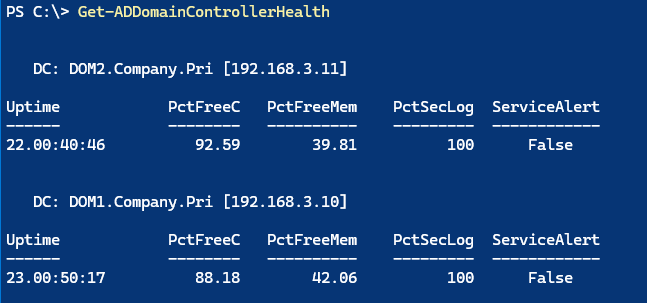 PS C:\> Get-ADDomainControllerHealth
DC: DOM2.Company.Pri [192.168.3.11]
Uptime PctFreeC PctFreeMem PctSecLog ServiceAlert
------ -------- ---------- --------- ------------
22.00:40:46 92.59 39.81 100 False
DC: DOM1.Company.Pri [192.168.3.10]
Uptime PctFreeC PctFreeMem PctSecLog ServiceAlert
------ -------- ---------- --------- ------------
23.00:50:17 88.18 42.06 100 False